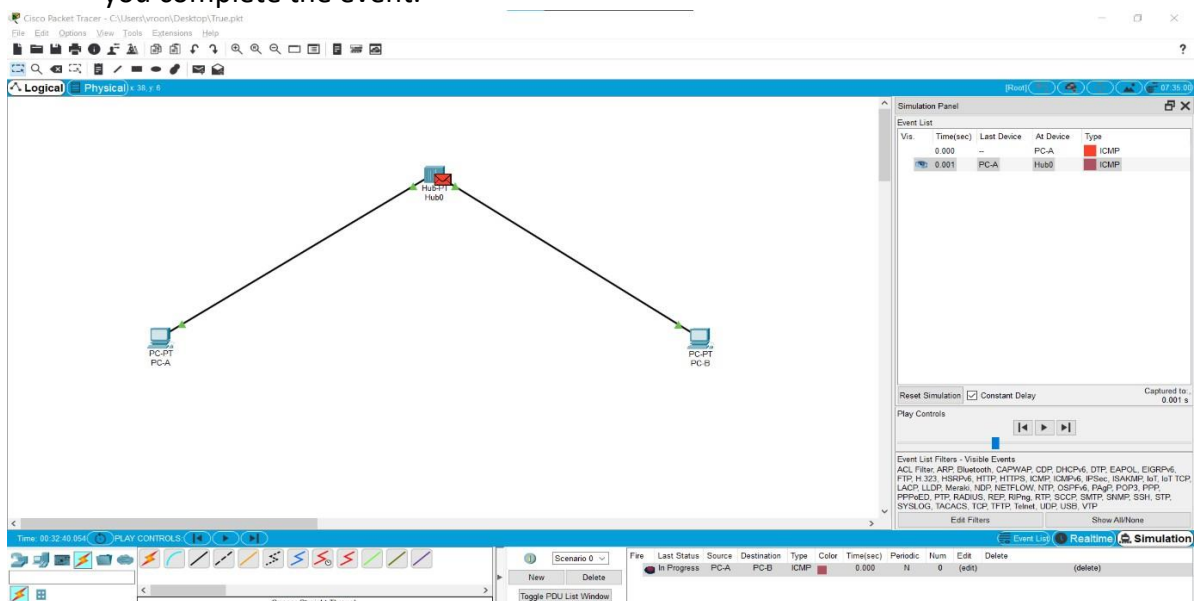 you complete the event.
Cisco Packet Tracer - C:\Users\vroon\Desktop\True.pkt
File Edit Options View Tools Extensions Help
?
Logical Physical x: 38, y: 6 [Root] 07:35:00
Simulation Panel
Event List
Vis. Time(sec) Last Device At Device Type
0.000 -- PC-A ICMP
0.001 PC-A Hub0 ICMP
Hub-PT
Hub0
PC-PT
PC-A
PC-PT
PC-B
Reset Simulation Constant Delay Captured to:
0.001 s
Play Controls
Event List Filters - Visible Events
ACL Filter, ARP, Bluetooth, CAPWAP, CDP, DHCPv6, DTP, EAPOL, EIGRPv6,
FTP, H.323, HSRPv6, HTTP, HTTPS, ICMP, ICMPv6, IPSec, ISAKMP, IoT, IoT TCP,
LACP, LLDP, Meraki, NDP, NETFLOW, NTP, OSPFv6, PAgP, POP3, PPP,
PPPoED, PTP, RADIUS, REP, RIPng, RTP, SCCP, SMTP, SNMP, SSH, STP,
SYSLOG, TACACS, TCP, TFTP, Telnet, UDP, USB, VTP
Edit Filters Show All/None
Time: 00:32:40.054 PLAY CONTROLS: Event List Realtime Simulation
Scenario 0
New Delete
Toggle PDU List Window
Fire Last Status Source Destination Type Color Time(sec) Periodic Num Edit Delete
In Progress PC-A PC-B ICMP 0.000 N 0 (edit) (delete)